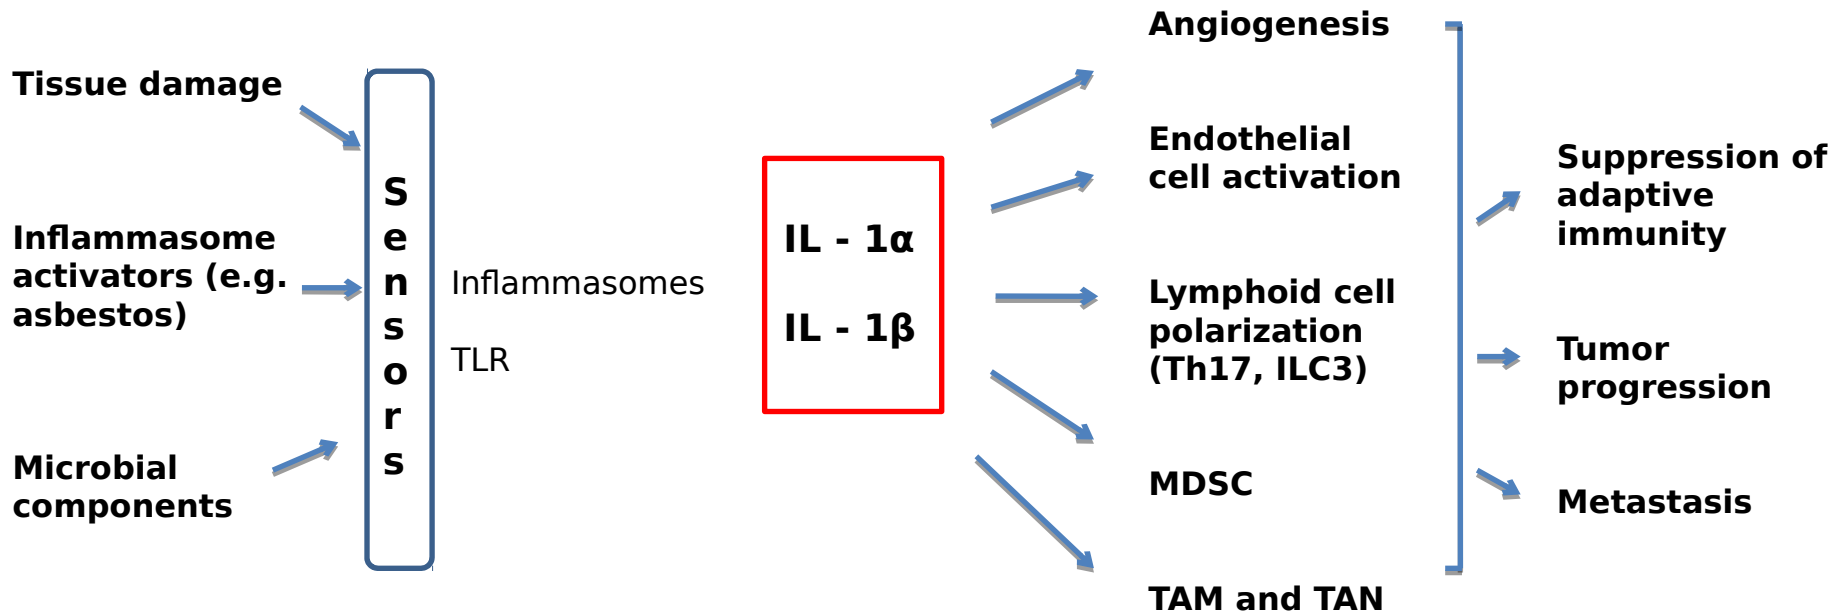 Tissue damage
Inflammasome
activators (e.g.
asbestos)
Microbial
components
Sensors
Inflammasomes
TLR
IL - 1α
IL - 1β
Angiogenesis
Endothelial
cell activation
Lymphoid cell
polarization
(Th17, ILC3)
MDSC
TAM and TAN
Suppression of
adaptive
immunity
Tumor
progression
Metastasis